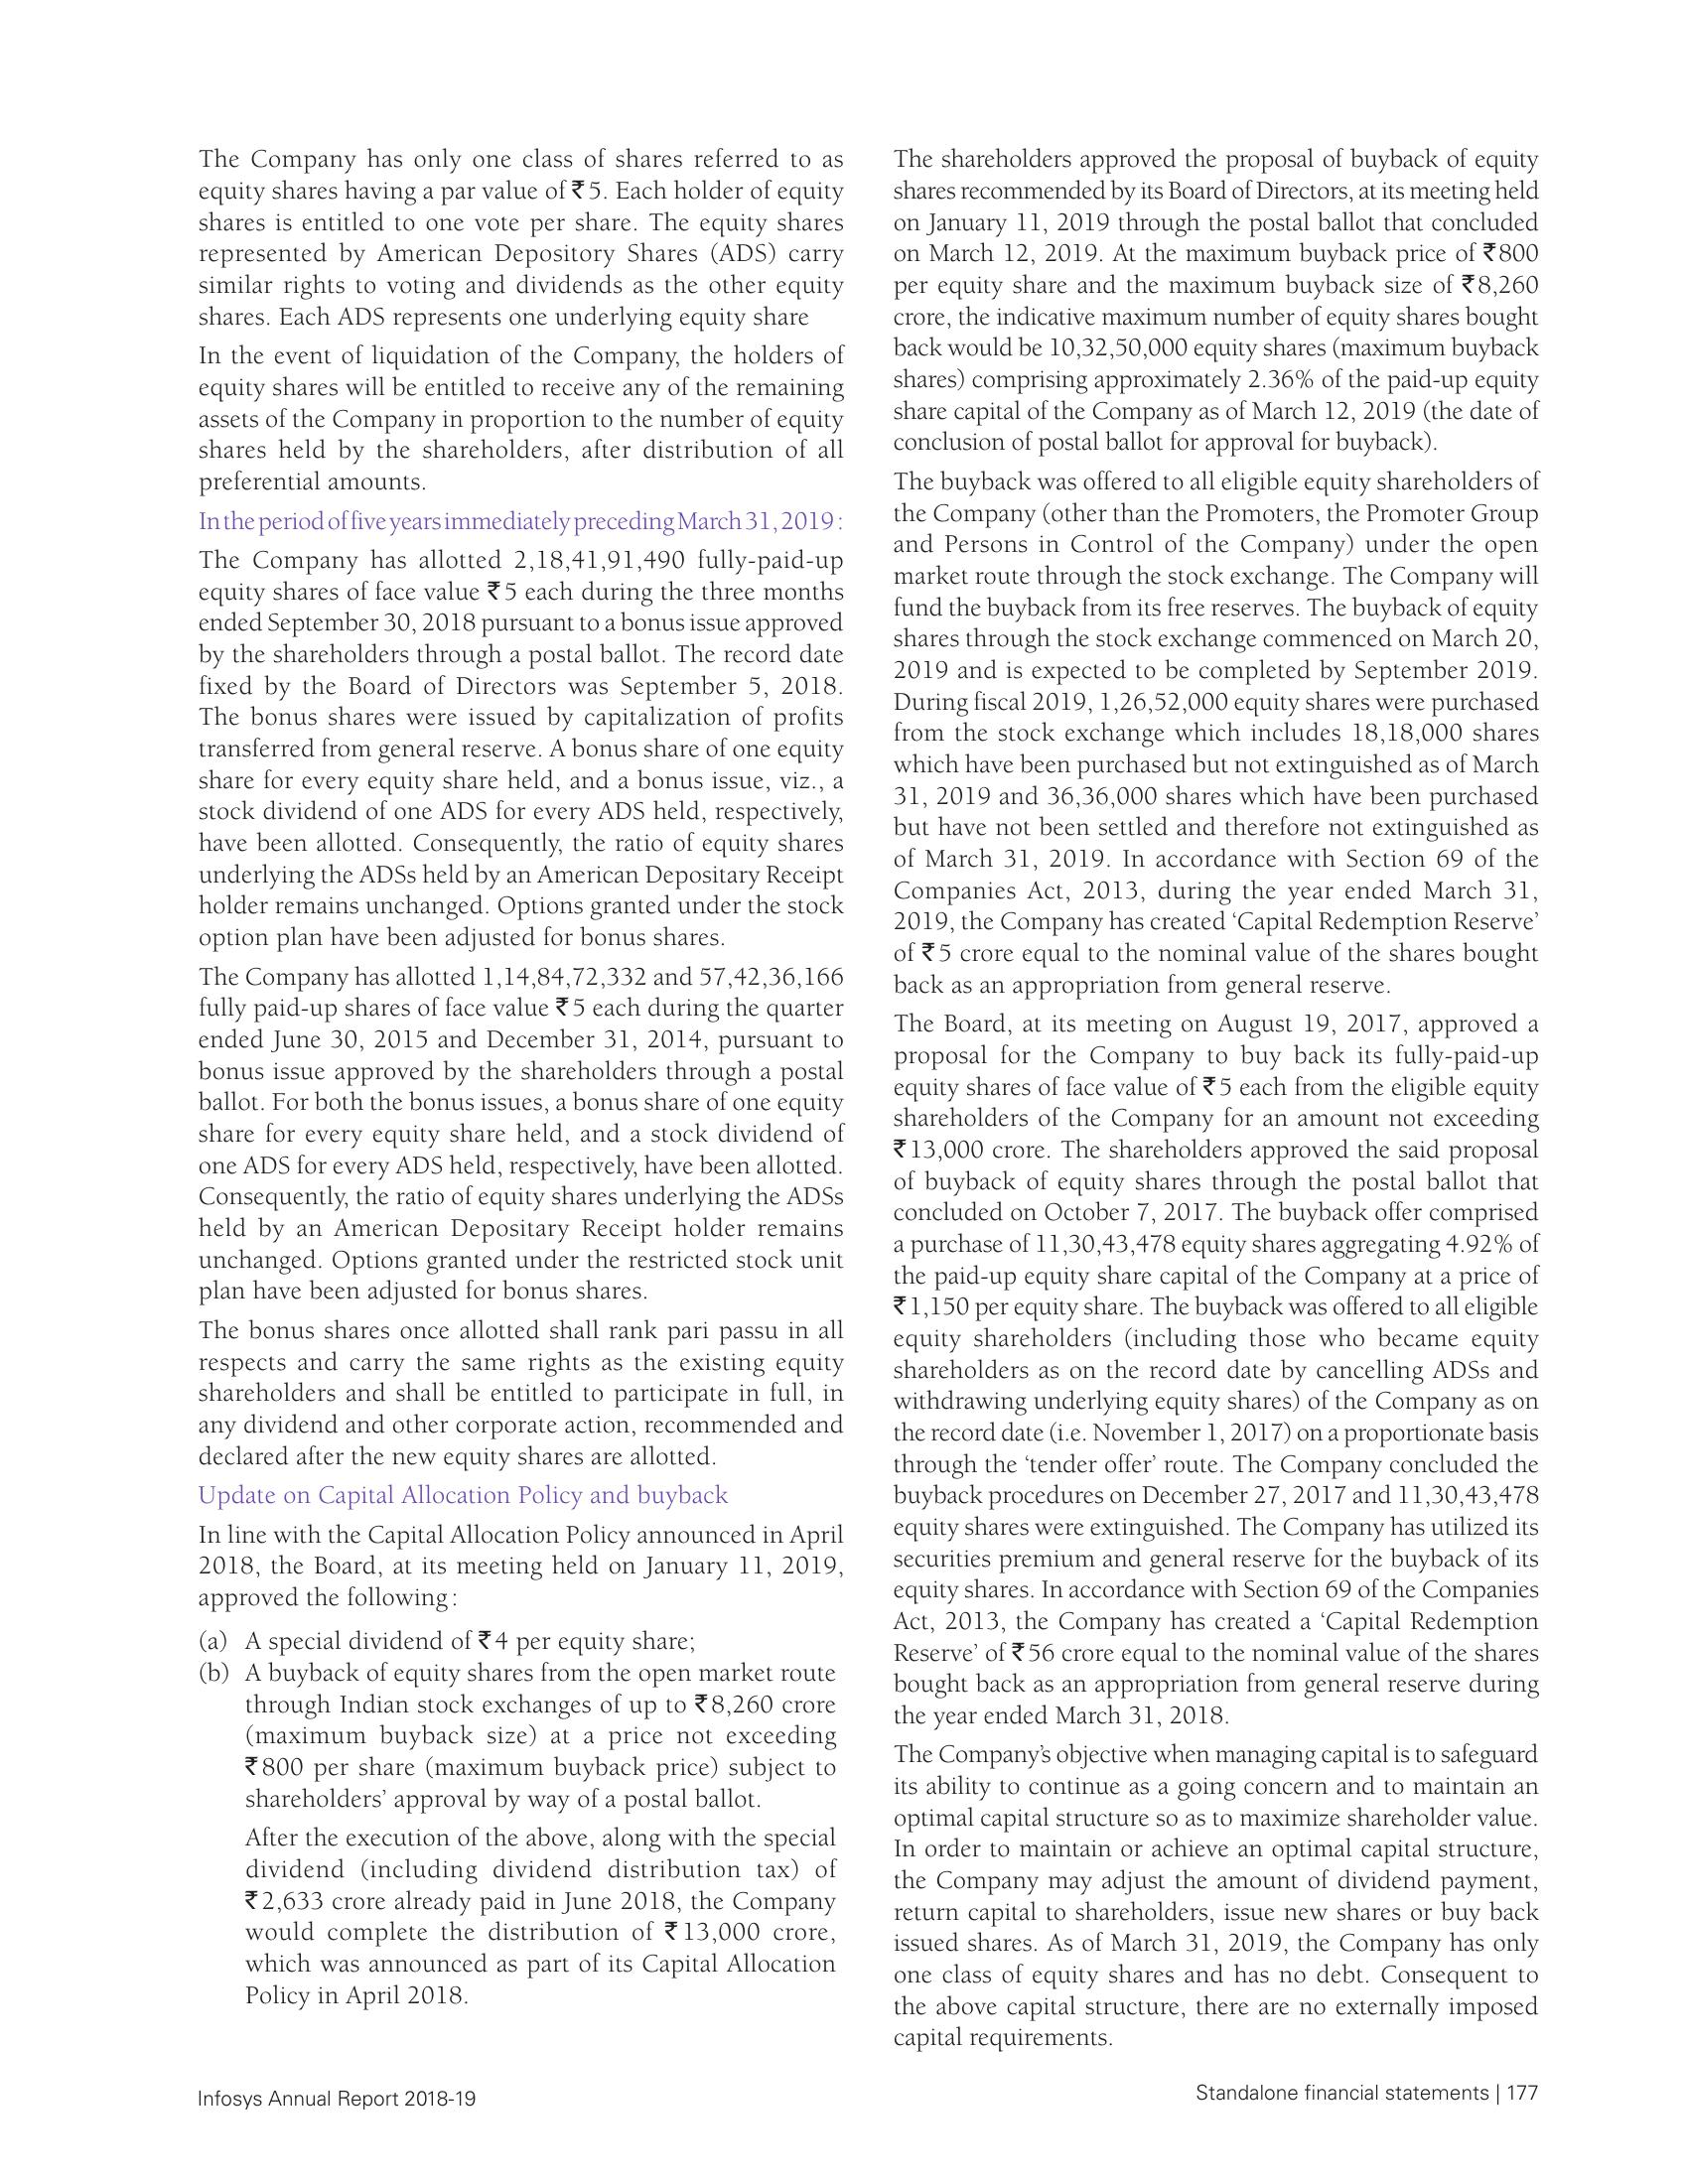 The Company has only one class of shares referred to as
equity shares having a par value of ₹5. Each holder of equity
shares is entitled to one vote per share. The equity shares
represented by American Depository Shares (ADS) carry
similar rights to voting and dividends as the other equity
shares. Each ADS represents one underlying equity share
In the event of liquidation of the Company, the holders of
equity shares will be entitled to receive any of the remaining
assets of the Company in proportion to the number of equity
shares held by the shareholders, after distribution of all
preferential amounts.
In the period of five years immediately preceding March 31, 2019 :
The Company has allotted 2,18,41,91,490 fully-paid-up
equity shares of face value ₹5 each during the three months
ended September 30, 2018 pursuant to a bonus issue approved
by the shareholders through a postal ballot. The record date
fixed by the Board of Directors was September 5, 2018.
The bonus shares were issued by capitalization of profits
transferred from general reserve. A bonus share of one equity
share for every equity share held, and a bonus issue, viz., a
stock dividend of one ADS for every ADS held, respectively,
have been allotted. Consequently, the ratio of equity shares
underlying the ADSs held by an American Depositary Receipt
holder remains unchanged. Options granted under the stock
option plan have been adjusted for bonus shares.
The Company has allotted 1,14,84,72,332 and 57,42,36,166
fully paid-up shares of face value ₹5 each during the quarter
ended June 30, 2015 and December 31, 2014, pursuant to
bonus issue approved by the shareholders through a postal
ballot. For both the bonus issues, a bonus share of one equity
share for every equity share held, and a stock dividend of
one ADS for every ADS held, respectively, have been allotted.
Consequently, the ratio of equity shares underlying the ADSs
held by an American Depositary Receipt holder remains
unchanged. Options granted under the restricted stock unit
plan have been adjusted for bonus shares.
The bonus shares once allotted shall rank pari passu in all
respects and carry the same rights as the existing equity
shareholders and shall be entitled to participate in full, in
any dividend and other corporate action, recommended and
declared after the new equity shares are allotted.
Update on Capital Allocation Policy and buyback
In line with the Capital Allocation Policy announced in April
2018, the Board, at its meeting held on January 11, 2019,
approved the following :
(a) A special dividend of ₹4 per equity share;
(b) A buyback of equity shares from the open market route
through Indian stock exchanges of up to ₹8,260 crore
(maximum buyback size) at a price not exceeding
₹800 per share (maximum buyback price) subject to
shareholders’ approval by way of a postal ballot.
After the execution of the above, along with the special
dividend (including dividend distribution tax) of
₹2,633 crore already paid in June 2018, the Company
would complete the distribution of ₹13,000 crore,
which was announced as part of its Capital Allocation
Policy in April 2018.
The shareholders approved the proposal of buyback of equity
shares recommended by its Board of Directors, at its meeting held
on January 11, 2019 through the postal ballot that concluded
on March 12, 2019. At the maximum buyback price of ₹800
per equity share and the maximum buyback size of ₹8,260
crore, the indicative maximum number of equity shares bought
back would be 10,32,50,000 equity shares (maximum buyback
shares) comprising approximately 2.36% of the paid-up equity
share capital of the Company as of March 12, 2019 (the date of
conclusion of postal ballot for approval for buyback).
The buyback was offered to all eligible equity shareholders of
the Company (other than the Promoters, the Promoter Group
and Persons in Control of the Company) under the open
market route through the stock exchange. The Company will
fund the buyback from its free reserves. The buyback of equity
shares through the stock exchange commenced on March 20,
2019 and is expected to be completed by September 2019.
During fiscal 2019, 1,26,52,000 equity shares were purchased
from the stock exchange which includes 18,18,000 shares
which have been purchased but not extinguished as of March
31, 2019 and 36,36,000 shares which have been purchased
but have not been settled and therefore not extinguished as
of March 31, 2019. In accordance with Section 69 of the
Companies Act, 2013, during the year ended March 31,
2019, the Company has created ‘Capital Redemption Reserve’
of ₹5 crore equal to the nominal value of the shares bought
back as an appropriation from general reserve.
The Board, at its meeting on August 19, 2017, approved a
proposal for the Company to buy back its fully-paid-up
equity shares of face value of ₹5 each from the eligible equity
shareholders of the Company for an amount not exceeding
₹13,000 crore. The shareholders approved the said proposal
of buyback of equity shares through the postal ballot that
concluded on October 7, 2017. The buyback offer comprised
a purchase of 11,30,43,478 equity shares aggregating 4.92% of
the paid-up equity share capital of the Company at a price of
₹1,150 per equity share. The buyback was offered to all eligible
equity shareholders (including those who became equity
shareholders as on the record date by cancelling ADSs and
withdrawing underlying equity shares) of the Company as on
the record date (i.e. November 1, 2017) on a proportionate basis
through the ‘tender offer’ route. The Company concluded the
buyback procedures on December 27, 2017 and 11,30,43,478
equity shares were extinguished. The Company has utilized its
securities premium and general reserve for the buyback of its
equity shares. In accordance with Section 69 of the Companies
Act, 2013, the Company has created a ‘Capital Redemption
Reserve’ of ₹56 crore equal to the nominal value of the shares
bought back as an appropriation from general reserve during
the year ended March 31, 2018.
The Company’s objective when managing capital is to safeguard
its ability to continue as a going concern and to maintain an
optimal capital structure so as to maximize shareholder value.
In order to maintain or achieve an optimal capital structure,
the Company may adjust the amount of dividend payment,
return capital to shareholders, issue new shares or buy back
issued shares. As of March 31, 2019, the Company has only
one class of equity shares and has no debt. Consequent to
the above capital structure, there are no externally imposed
capital requirements.
Infosys Annual Report 2018-19
Standalone financial statements | 177